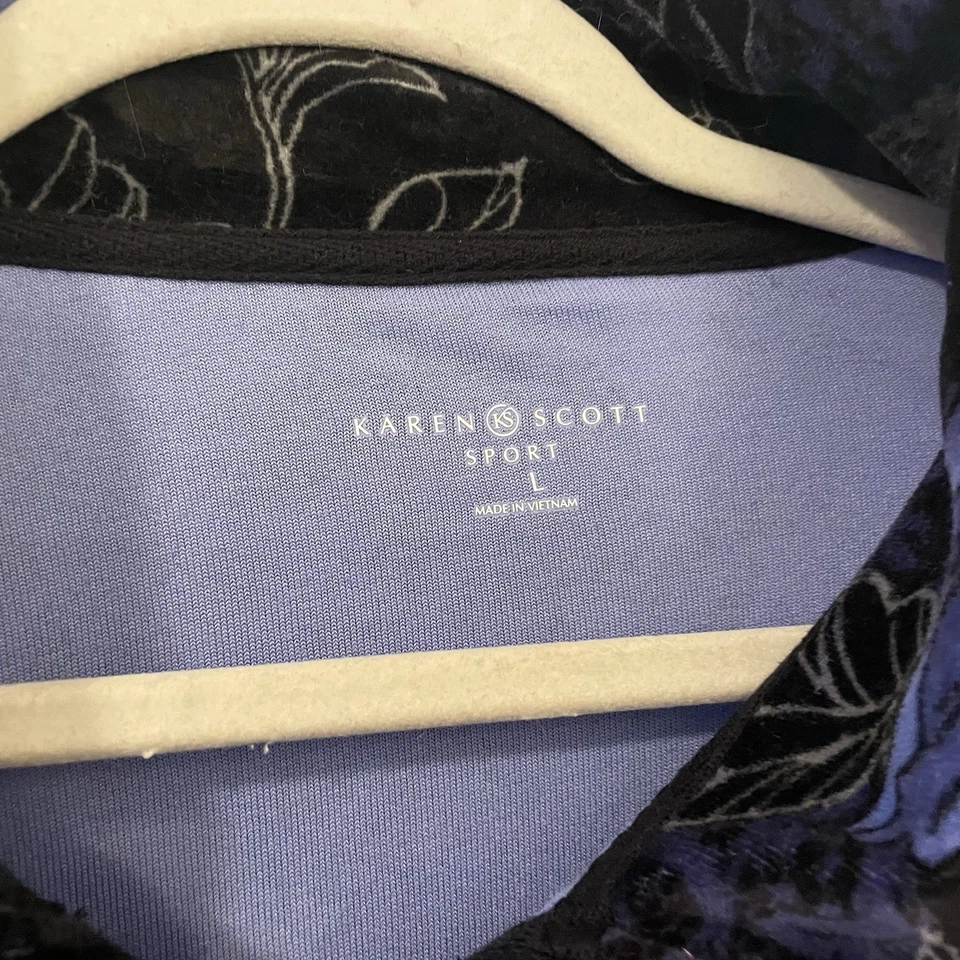 KAREN KS SCOTT
SPORT
L
MADE IN VIETNAM